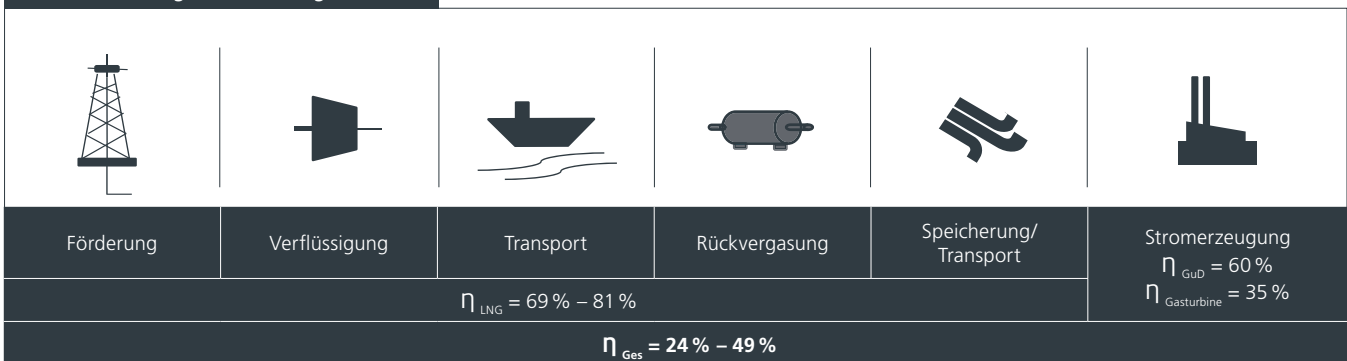 Förderung
Verflüssigung
Transport
Rückvergasung
Speicherung/
Transport
Stromerzeugung
η GuD = 60 %
η Gasturbine = 35 %
η LNG = 69 % – 81 %
η Ges = 24 % – 49 %